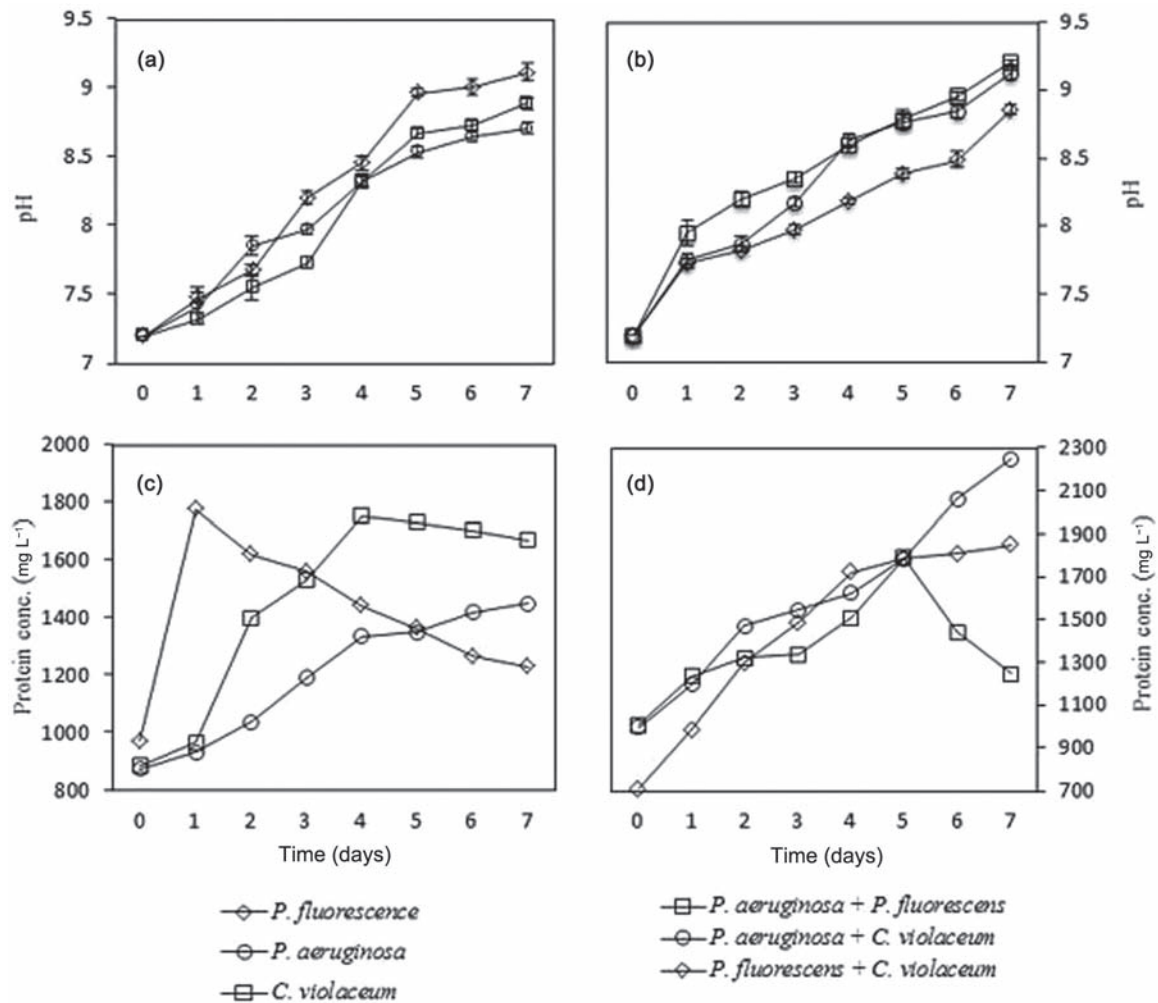 9.5
9
8.5
8
7.5
7
pH
(a)
0 1 2 3 4 5 6 7
(b)
9.5
9
8.5
8
7.5
7
pH
0 1 2 3 4 5 6 7
2000
1800
1600
1400
1200
1000
800
Protein conc. (mg L⁻¹)
(c)
0 1 2 3 4 5 6 7
Time (days)
(d)
2300
2100
1900
1700
1500
1300
1100
900
700
Protein conc. (mg L⁻¹)
0 1 2 3 4 5 6 7
Time (days)
P. fluorescence
P. aeruginosa
C. violaceum
P. aeruginosa + P. fluorescens
P. aeruginosa + C. violaceum
P. fluorescens + C. violaceum